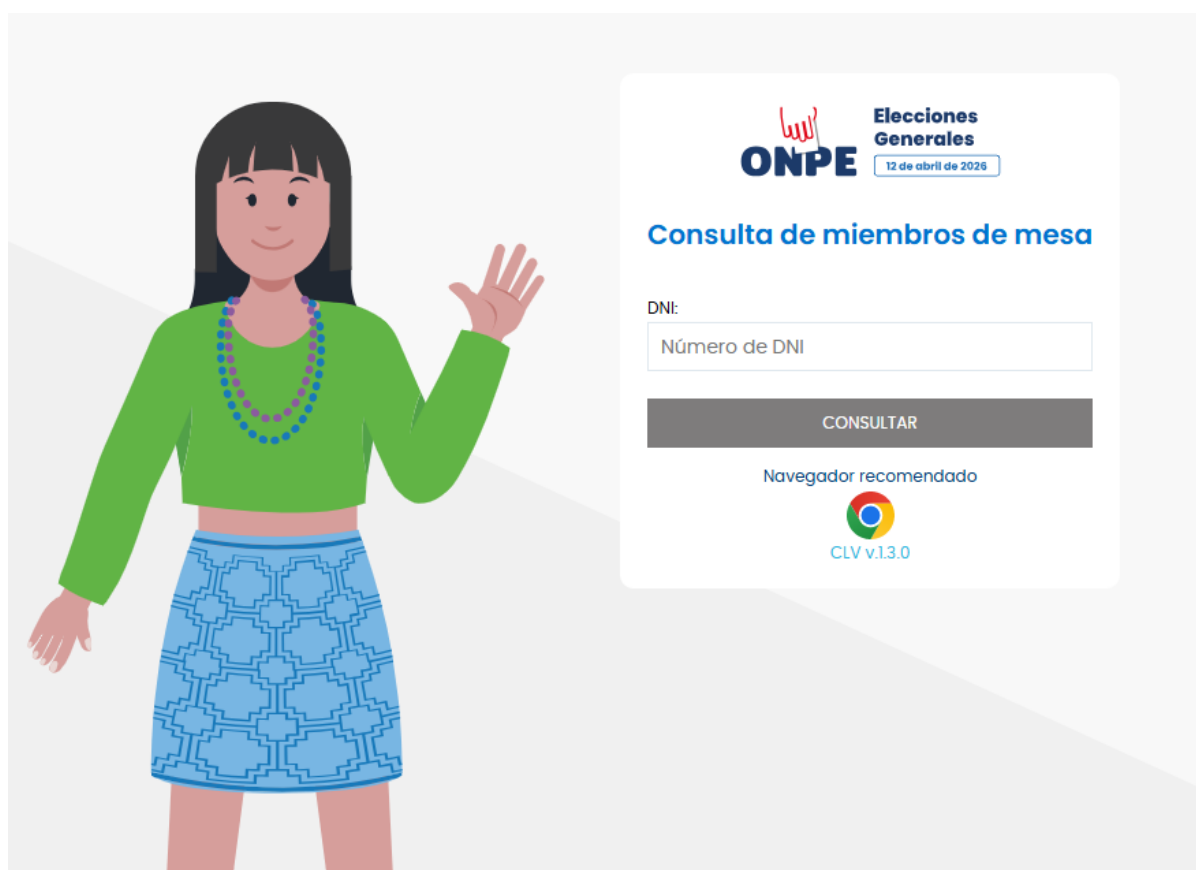 ONPE
Elecciones
Generales
12 de abril de 2026
Consulta de miembros de mesa
DNI:
Número de DNI
CONSULTAR
Navegador recomendado
CLV v.1.3.0